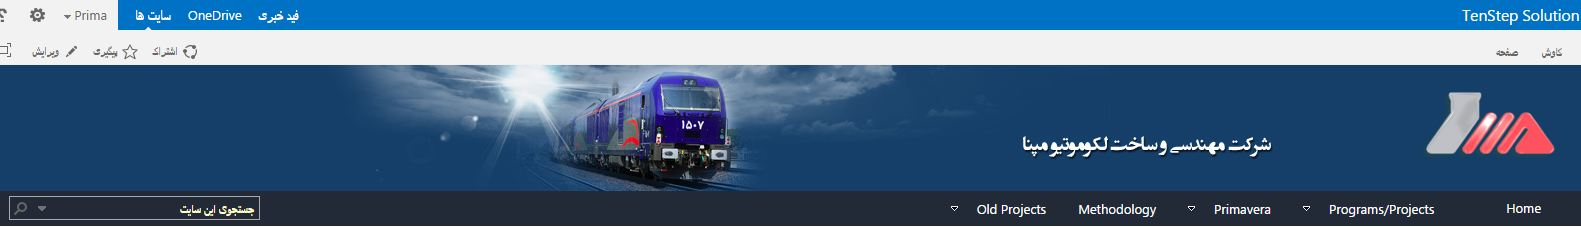 TenStep Solution
فید خبری OneDrive سایت ها Prima
کاوش صفحه
اشتراک پیگیری ویرایش
۱۵۰۷
شرکت مهندسی و ساخت لکوموتیو مپنا
Home Programs/Projects Primavera Methodology Old Projects
جستجوی این سایت